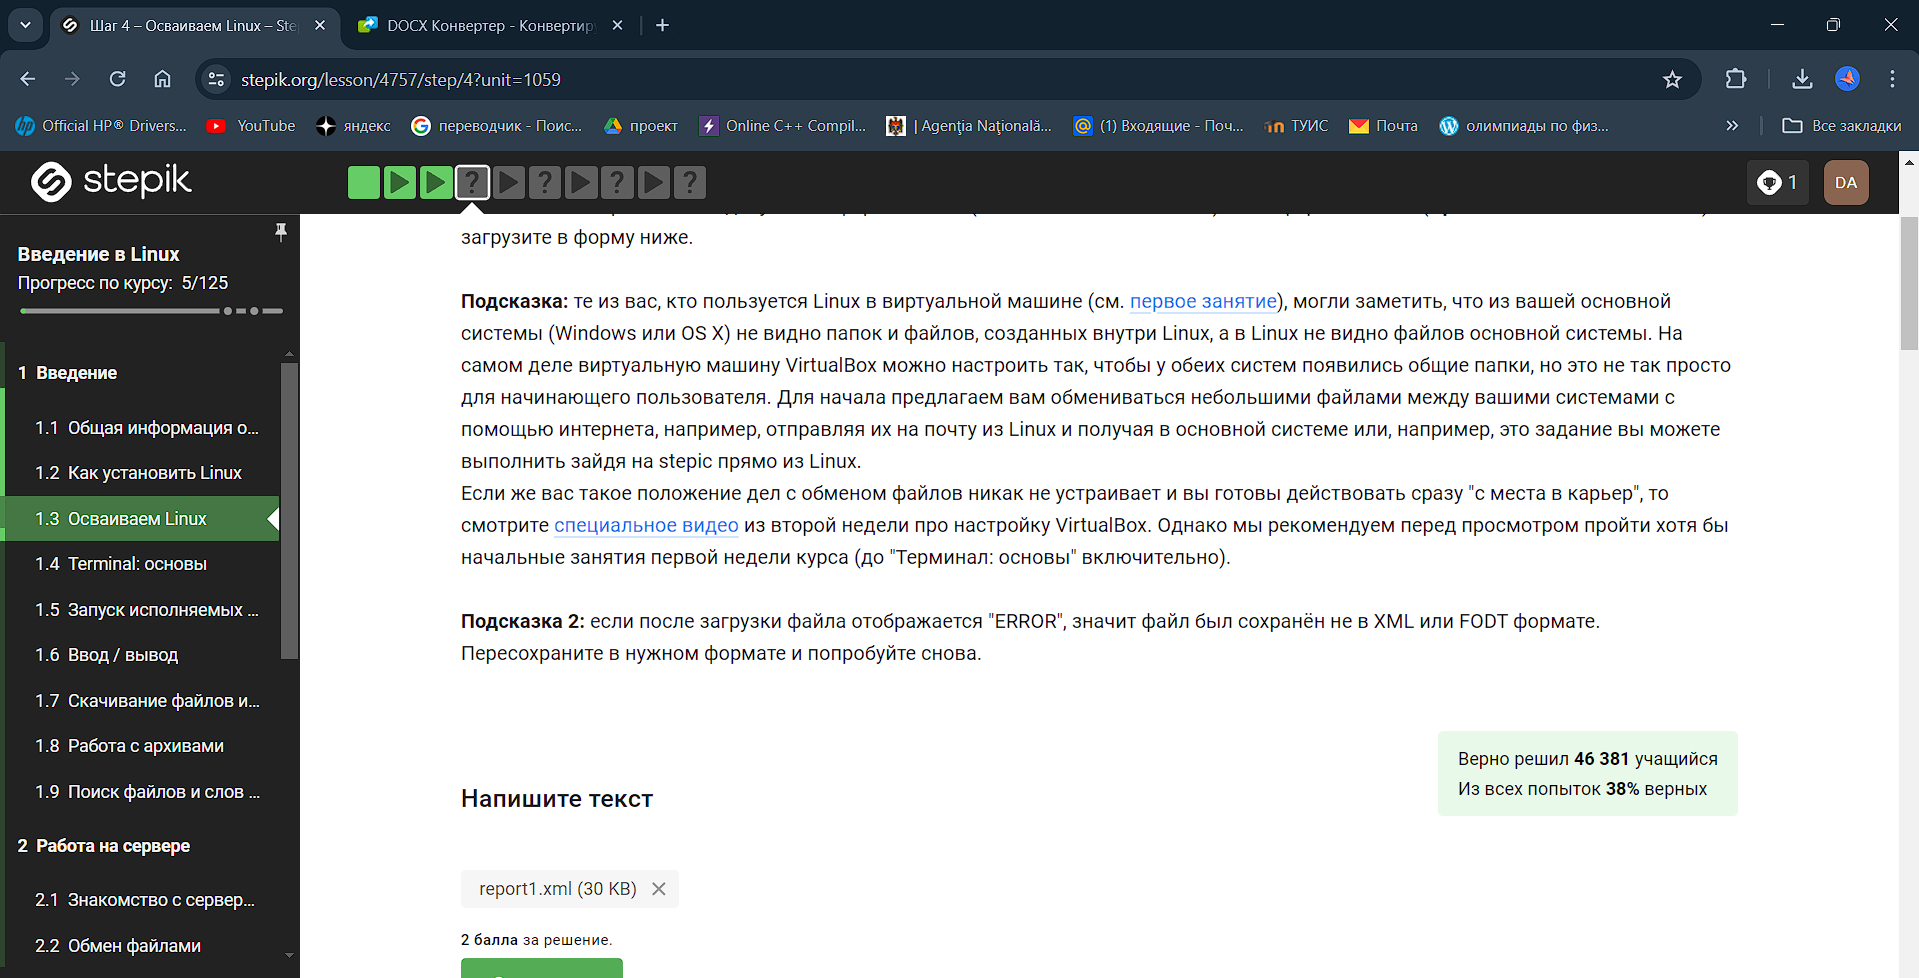 Шаг 4 – Осваиваем Linux – Ste
DOCX Конвертер - Конвертиру
stepik.org/lesson/4757/step/4?unit=1059
Official HP® Drivers...
YouTube
яндекс
переводчик - Поис...
проект
Online C++ Compil...
| Agenţia Naţională...
(1) Входящие - Поч...
ТУИС
Почта
олимпиады по физ...
Все закладки
stepik
1
DA
Введение в Linux
Прогресс по курсу: 5/125
1 Введение
1.1 Общая информация о...
1.2 Как установить Linux
1.3 Осваиваем Linux
1.4 Terminal: основы
1.5 Запуск исполняемых ...
1.6 Ввод / вывод
1.7 Скачивание файлов и...
1.8 Работа с архивами
1.9 Поиск файлов и слов ...
2 Работа на сервере
2.1 Знакомство с сервер...
2.2 Обмен файлами
загрузите в форму ниже.
Подсказка: те из вас, кто пользуется Linux в виртуальной машине (см. первое занятие), могли заметить, что из вашей основной
системы (Windows или OS X) не видно папок и файлов, созданных внутри Linux, а в Linux не видно файлов основной системы. На
самом деле виртуальную машину VirtualBox можно настроить так, чтобы у обеих систем появились общие папки, но это не так просто
для начинающего пользователя. Для начала предлагаем вам обмениваться небольшими файлами между вашими системами с
помощью интернета, например, отправляя их на почту из Linux и получая в основной системе или, например, это задание вы можете
выполнить зайдя на stepic прямо из Linux.
Если же вас такое положение дел с обменом файлов никак не устраивает и вы готовы действовать сразу "с места в карьер", то
смотрите специальное видео из второй недели про настройку VirtualBox. Однако мы рекомендуем перед просмотром пройти хотя бы
начальные занятия первой недели курса (до "Терминал: основы" включительно).
Подсказка 2: если после загрузки файла отображается "ERROR", значит файл был сохранён не в XML или FODT формате.
Пересохраните в нужном формате и попробуйте снова.
Верно решил 46 381 учащийся
Из всех попыток 38% верных
Напишите текст
report1.xml (30 KB)
2 балла за решение.